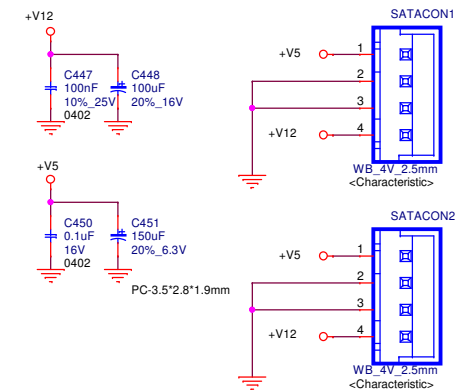 +V12
C447
100nF
10%_25V
0402
C448
100uF
20%_16V
+V5
C450
0.1uF
16V
0402
C451
150uF
20%_6.3V
PC-3.5*2.8*1.9mm
SATACON1
+V5
1
2
3
+V12
4
WB_4V_2.5mm
<Characteristic>
SATACON2
+V5
1
2
3
+V12
4
WB_4V_2.5mm
<Characteristic>